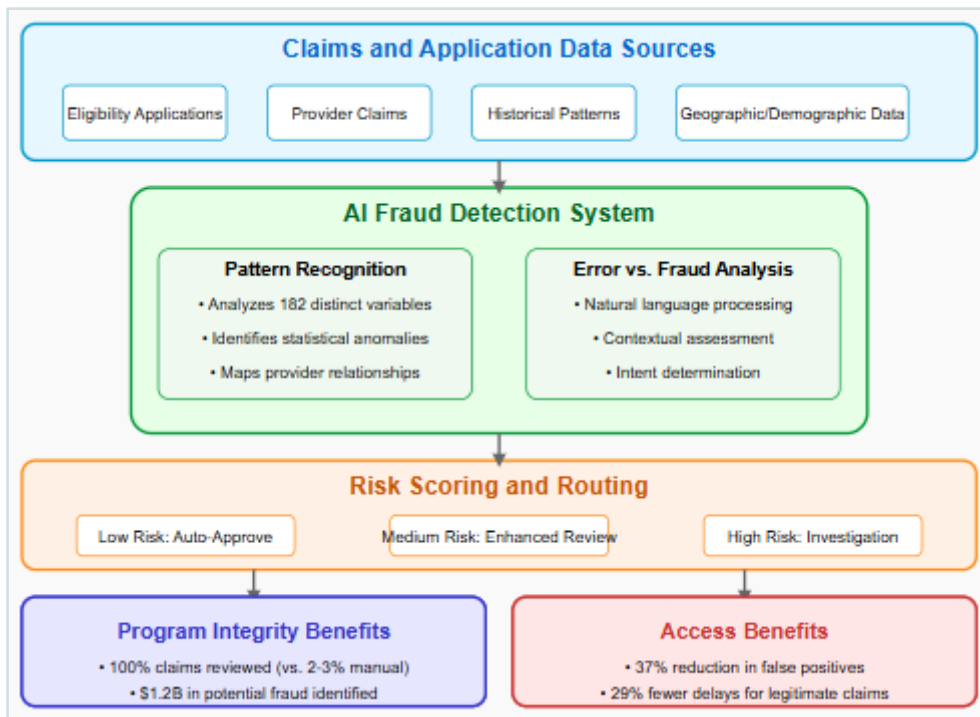 Claims and Application Data Sources
Eligibility Applications
Provider Claims
Historical Patterns
Geographic/Demographic Data
AI Fraud Detection System
Pattern Recognition
• Analyzes 182 distinct variables
• Identifies statistical anomalies
• Maps provider relationships
Error vs. Fraud Analysis
• Natural language processing
• Contextual assessment
• Intent determination
Risk Scoring and Routing
Low Risk: Auto-Approve
Medium Risk: Enhanced Review
High Risk: Investigation
Program Integrity Benefits
• 100% claims reviewed (vs. 2-3% manual)
• $1.2B in potential fraud identified
Access Benefits
• 37% reduction in false positives
• 29% fewer delays for legitimate claims